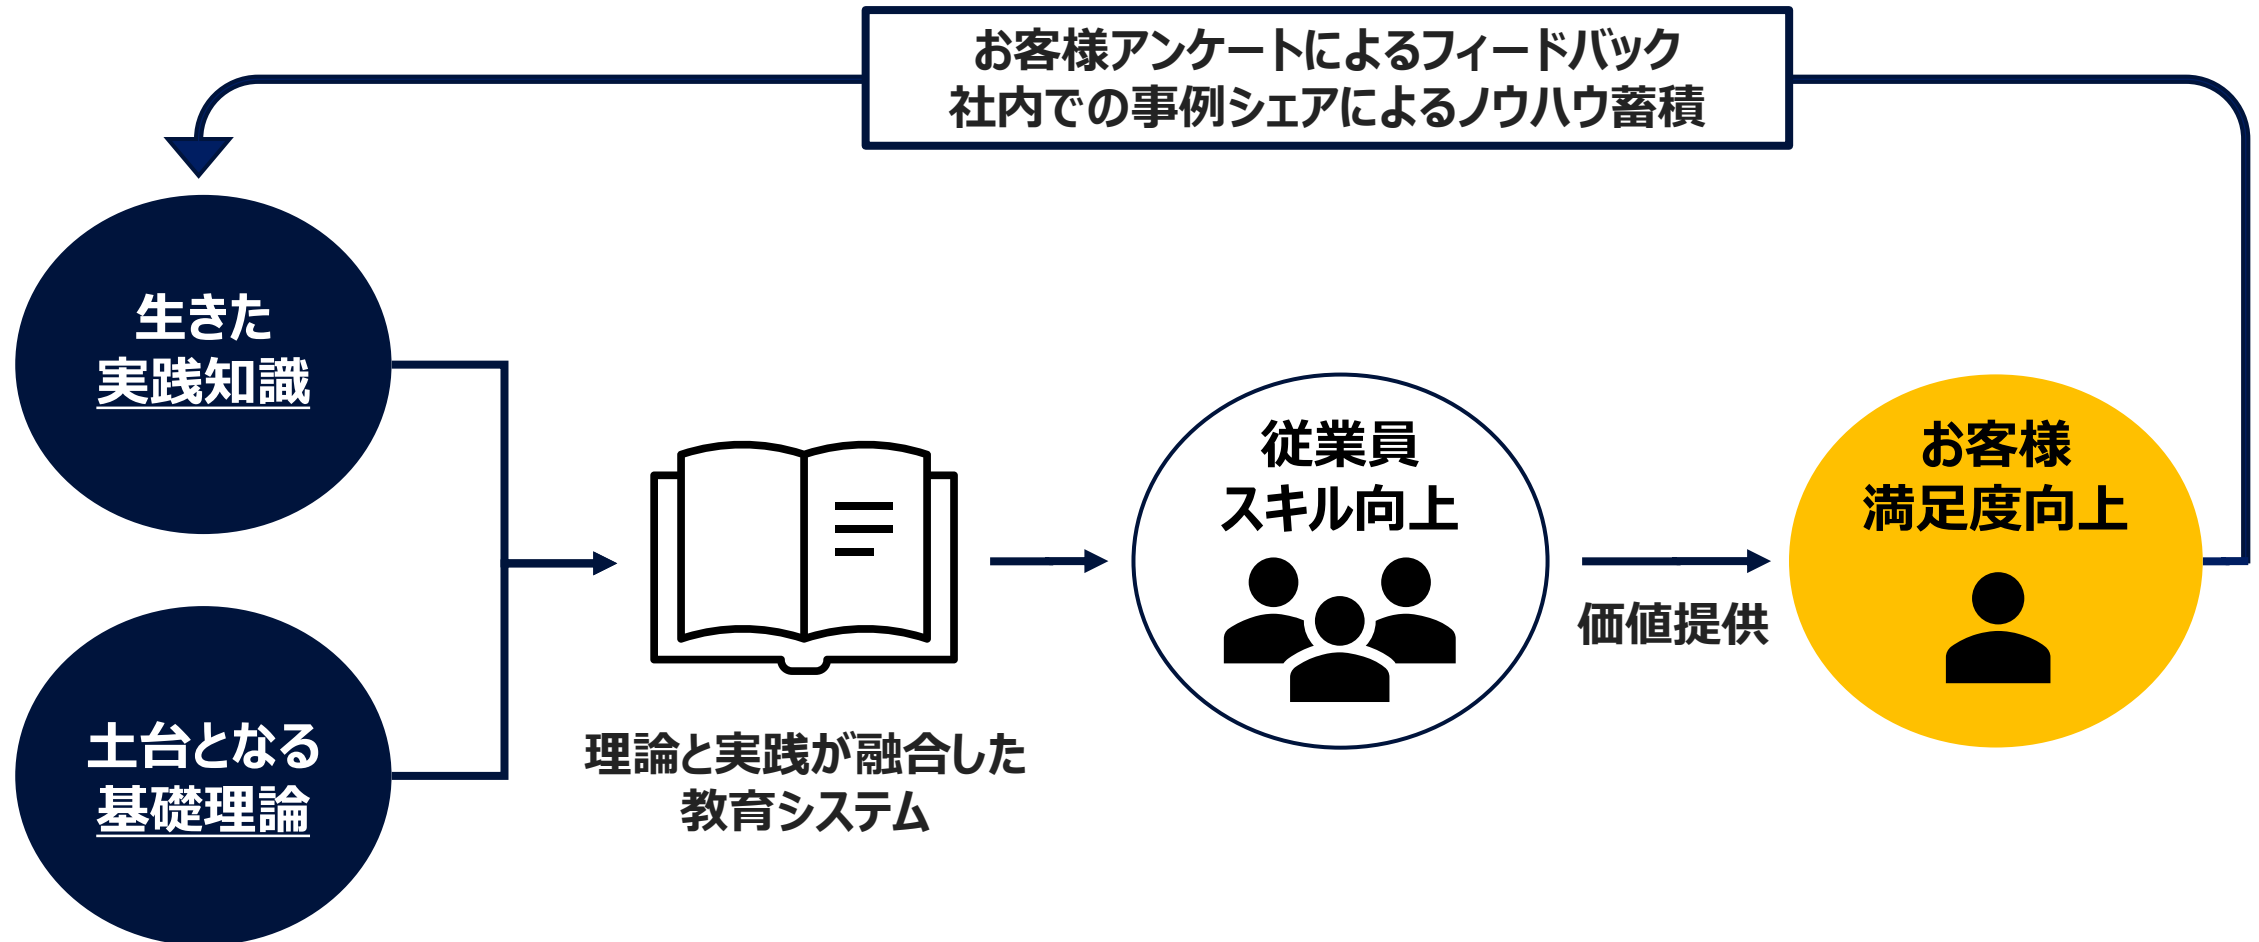 お客様アンケートによるフィードバック
社内での事例シェアによるノウハウ蓄積
生きた
実践知識
土台となる
基礎理論
理論と実践が融合した
教育システム
従業員
スキル向上
価値提供
お客様
満足度向上